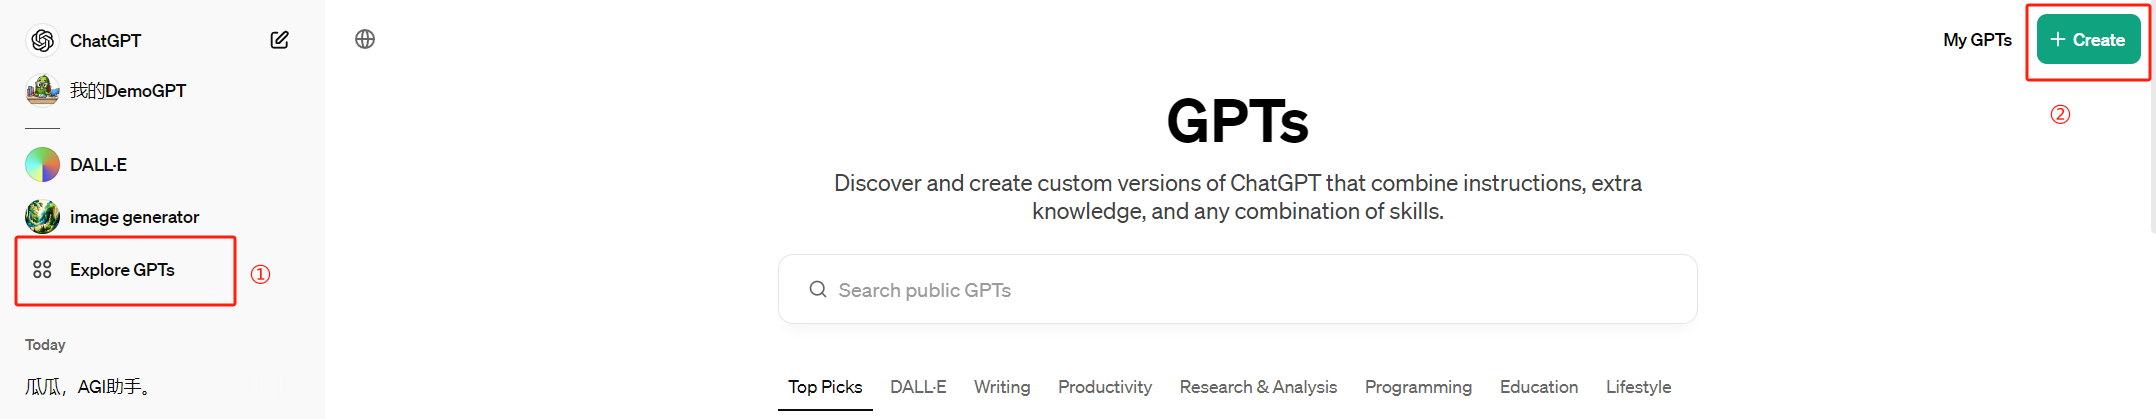 ChatGPT
我的DemoGPT
DALL·E
image generator
Explore GPTs
①
Today
瓜瓜，AGI助手。
My GPTs
+ Create
②
GPTs
Discover and create custom versions of ChatGPT that combine instructions, extra
knowledge, and any combination of skills.
Search public GPTs
Top Picks DALL·E Writing Productivity Research & Analysis Programming Education Lifestyle